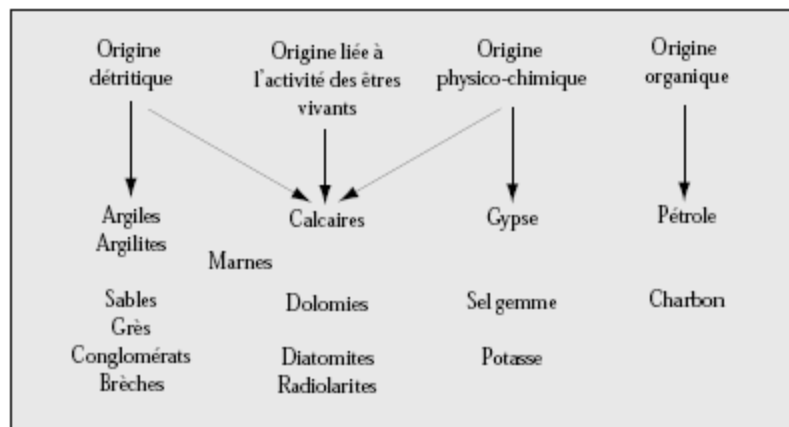 Origine
détritique
Origine liée à
l'activité des êtres
vivants
Origine
physico-chimique
Origine
organique
Argiles
Argilites
Calcaires
Gypse
Pétrole
Marnes
Sables
Grès
Conglomérats
Brèches
Dolomies
Diatomites
Radiolarites
Sel gemme
Potasse
Charbon